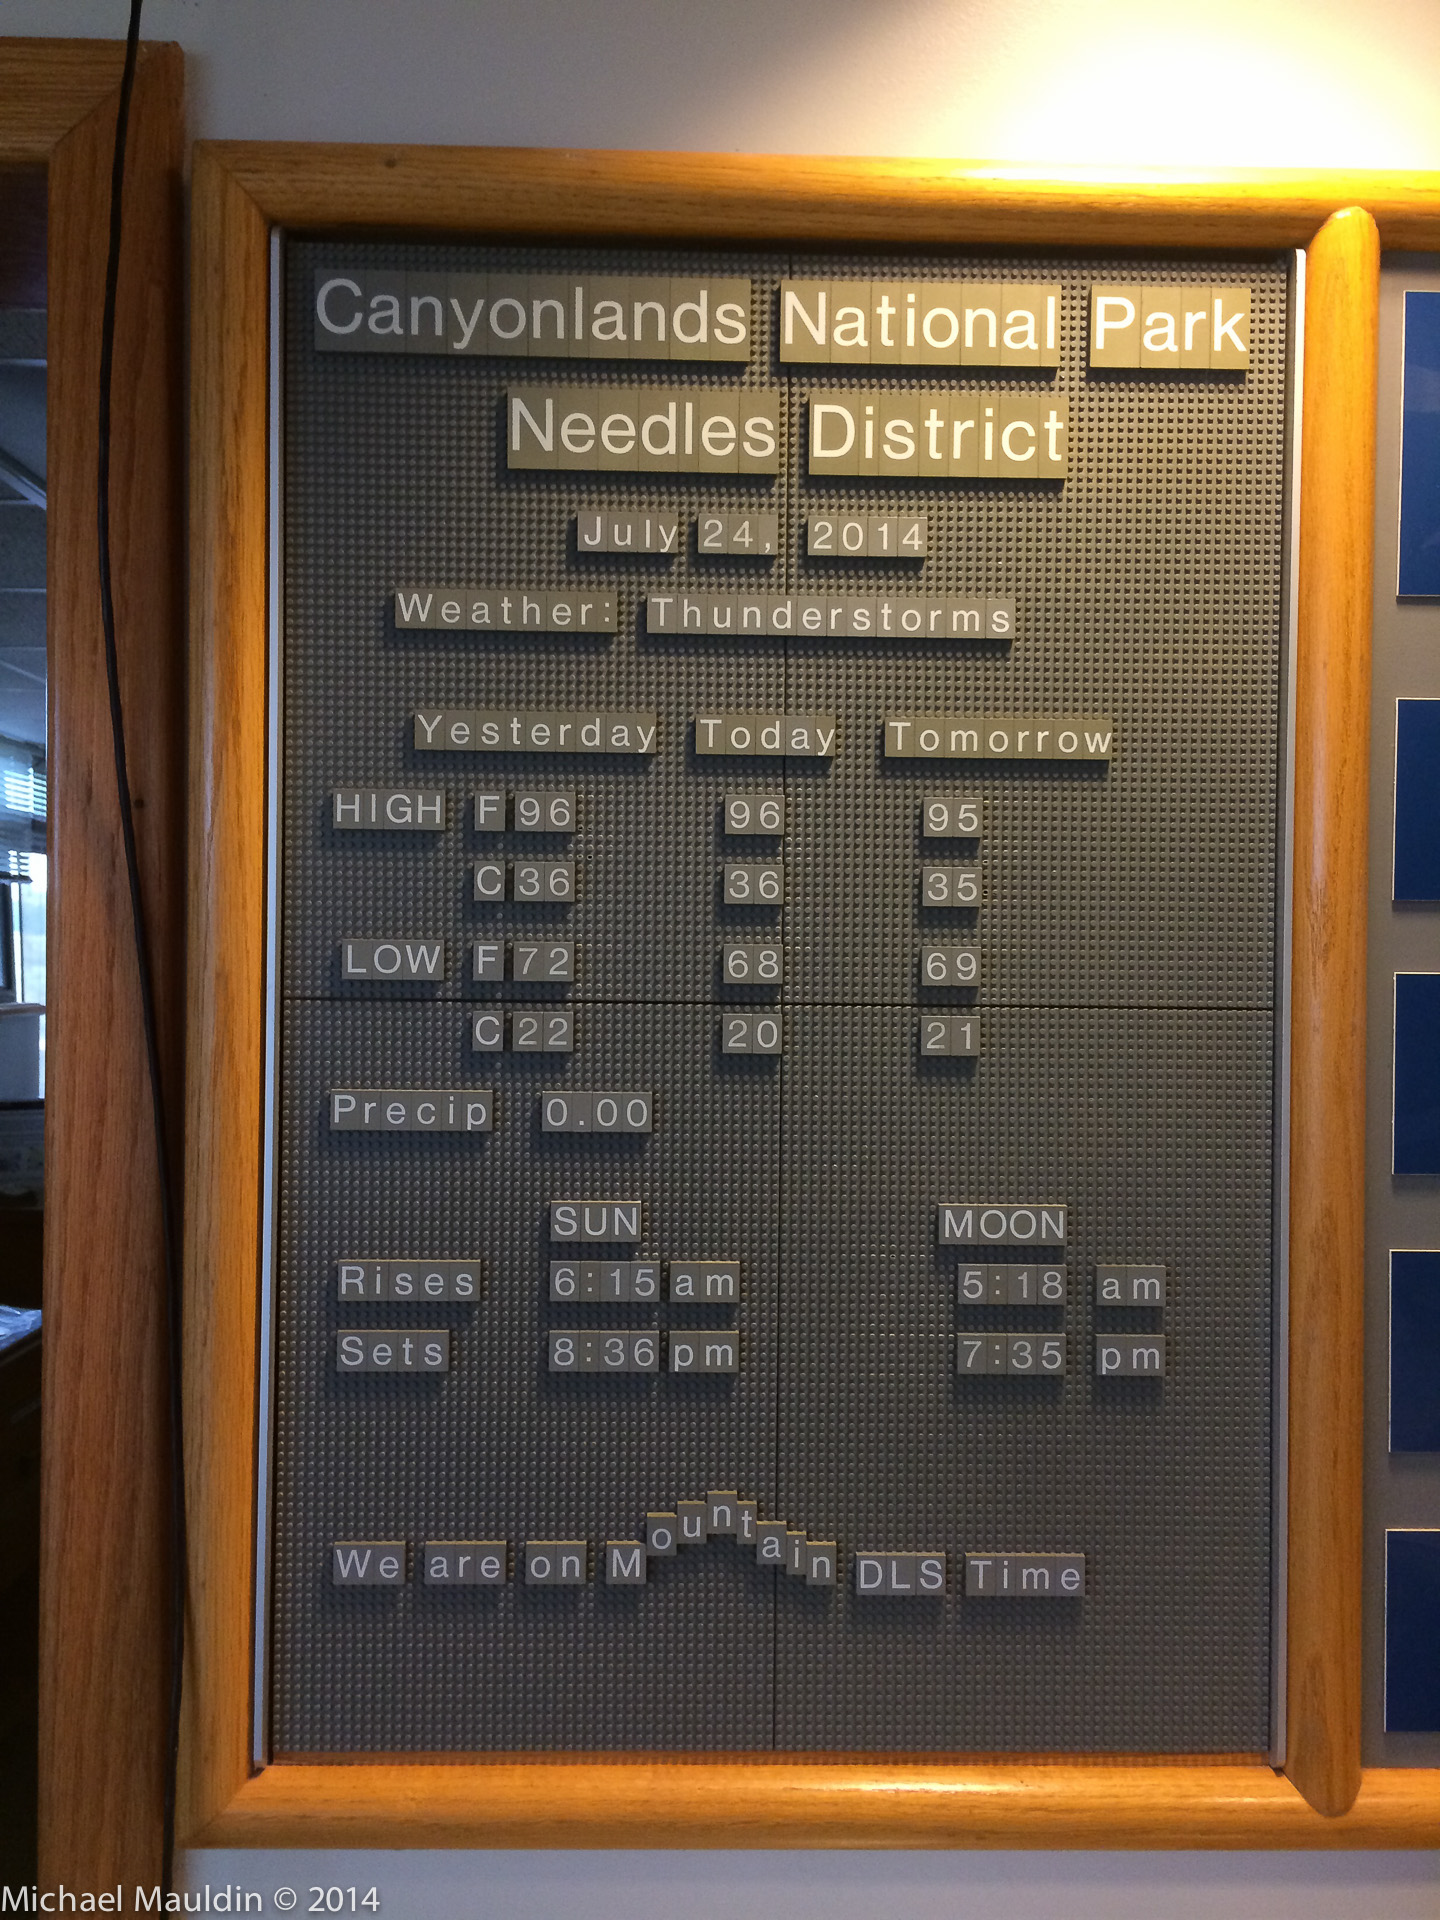 Canyonlands National Park
Needles District
July 24, 2014
Weather: Thunderstorms
Yesterday Today Tomorrow
HIGH F 96 96 95
C 36 36 35
LOW F 72 68 69
C 22 20 21
Precip 0.00
SUN MOON
Rises 6:15 am 5:18 am
Sets 8:36 pm 7:35 pm
We are on Mountain DLS Time
Michael Mauldin © 2014